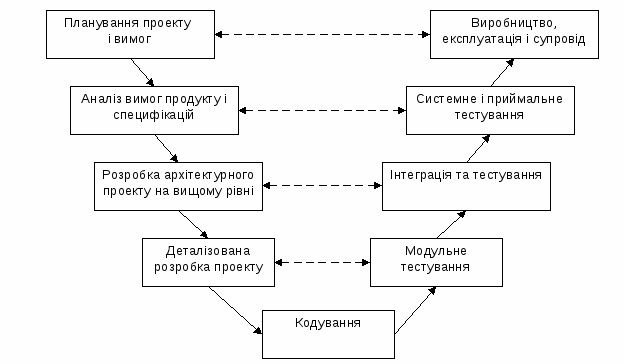 Планування проекту
і вимог
Виробництво,
експлуатація і супровід
Аналіз вимог продукту і
специфікацій
Системне і приймальне
тестування
Розробка архітектурного
проекту на вищому рівні
Інтеграція та тестування
Деталізована
розробка проекту
Модульне
тестування
Кодування